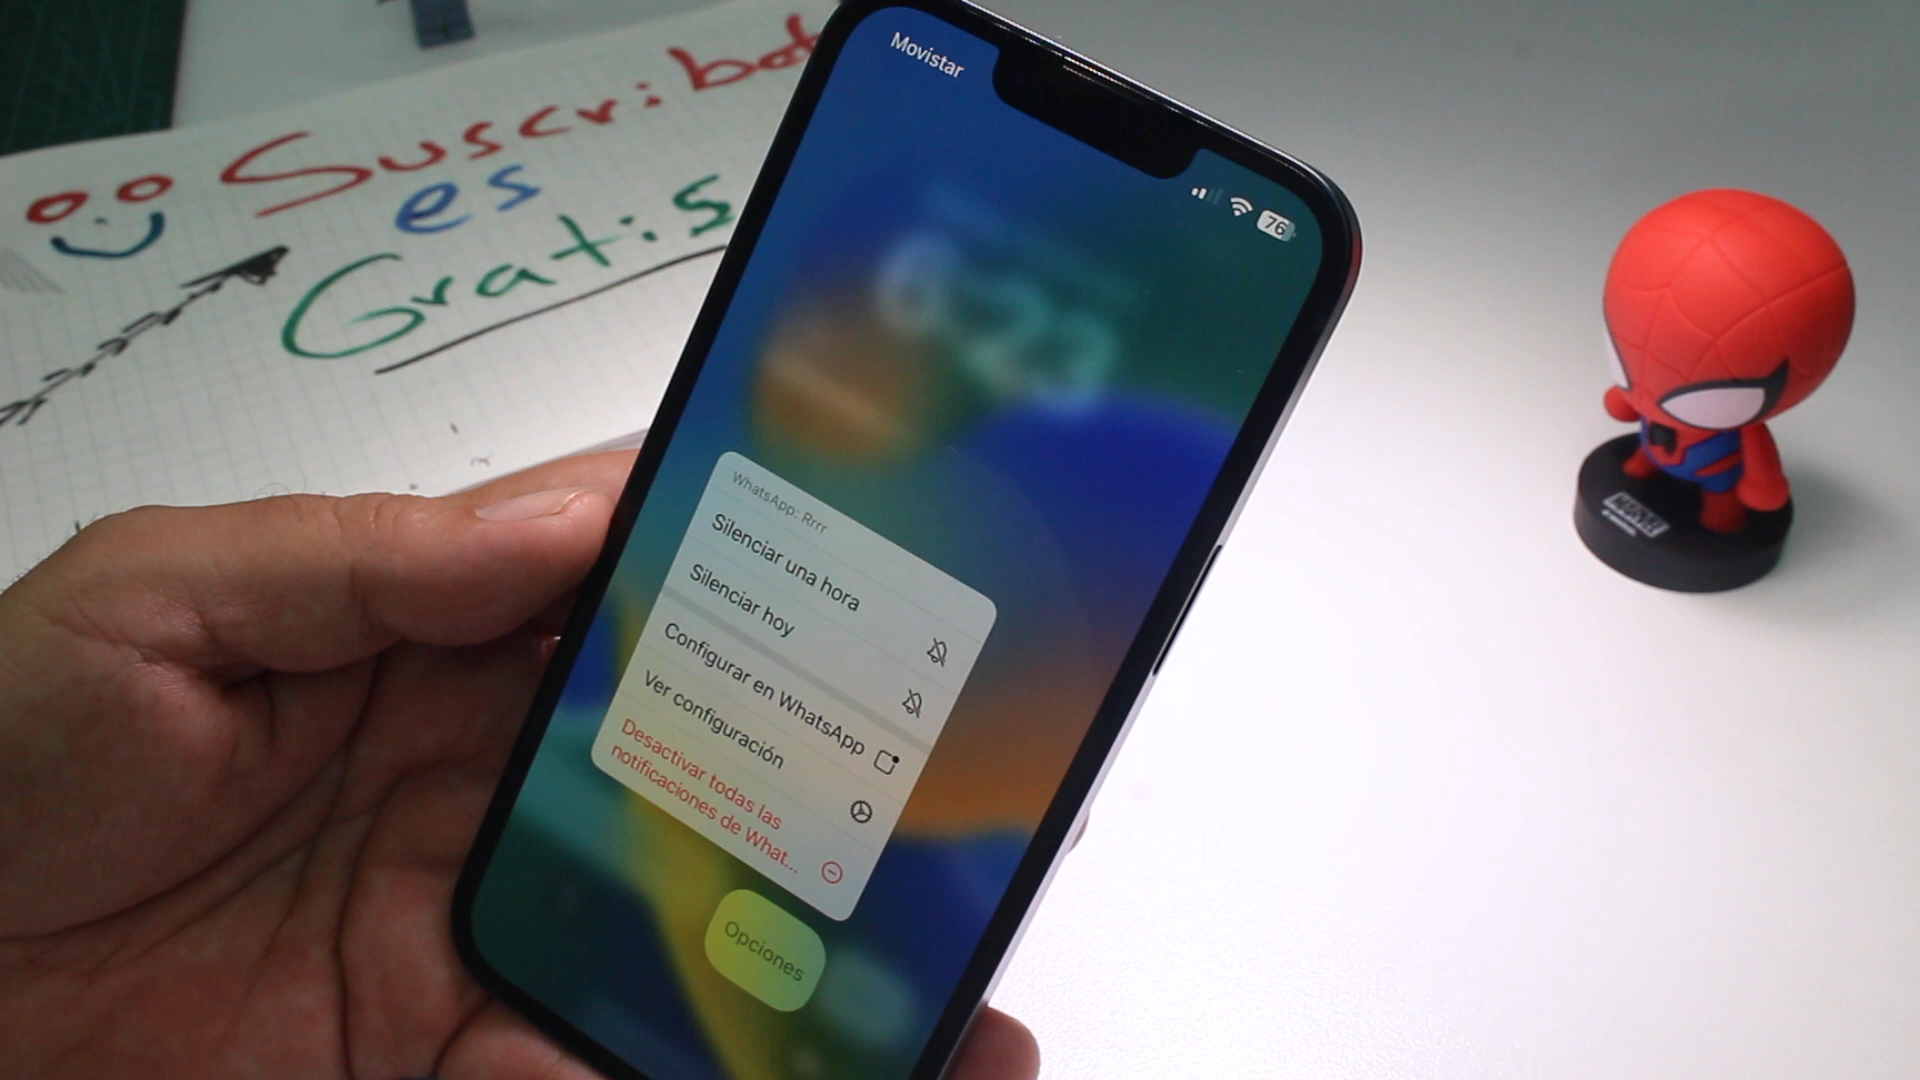 Suscribete
es
Gratis
Movistar
76
WhatsApp: Rrrr
Silenciar una hora
Silenciar hoy
Configurar en WhatsApp
Ver configuración
Desactivar todas las
notificaciones de What...
Opciones
MARVEL